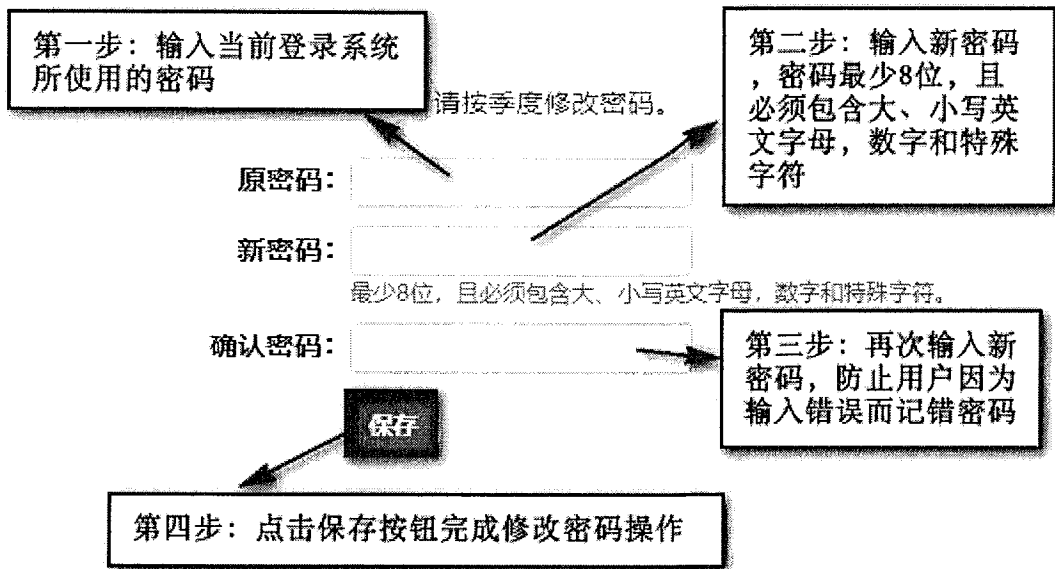 第一步：输入当前登录系统
所使用的密码
第二步：输入新密码
，密码最少8位，且
必须包含大、小写英
文字母，数字和特殊
字符
请按季度修改密码。
原密码：
新密码：
最少8位，且必须包含大、小写英文字母，数字和特殊字符。
确认密码：
第三步：再次输入新
密码，防止用户因为
输入错误而记错密码
保存
第四步：点击保存按钮完成修改密码操作